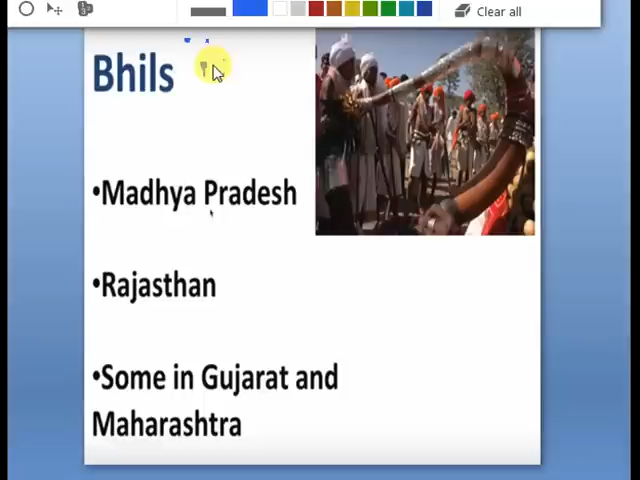 Clear all
Bhils
•Madhya Pradesh
•Rajasthan
•Some in Gujarat and
Maharashtra